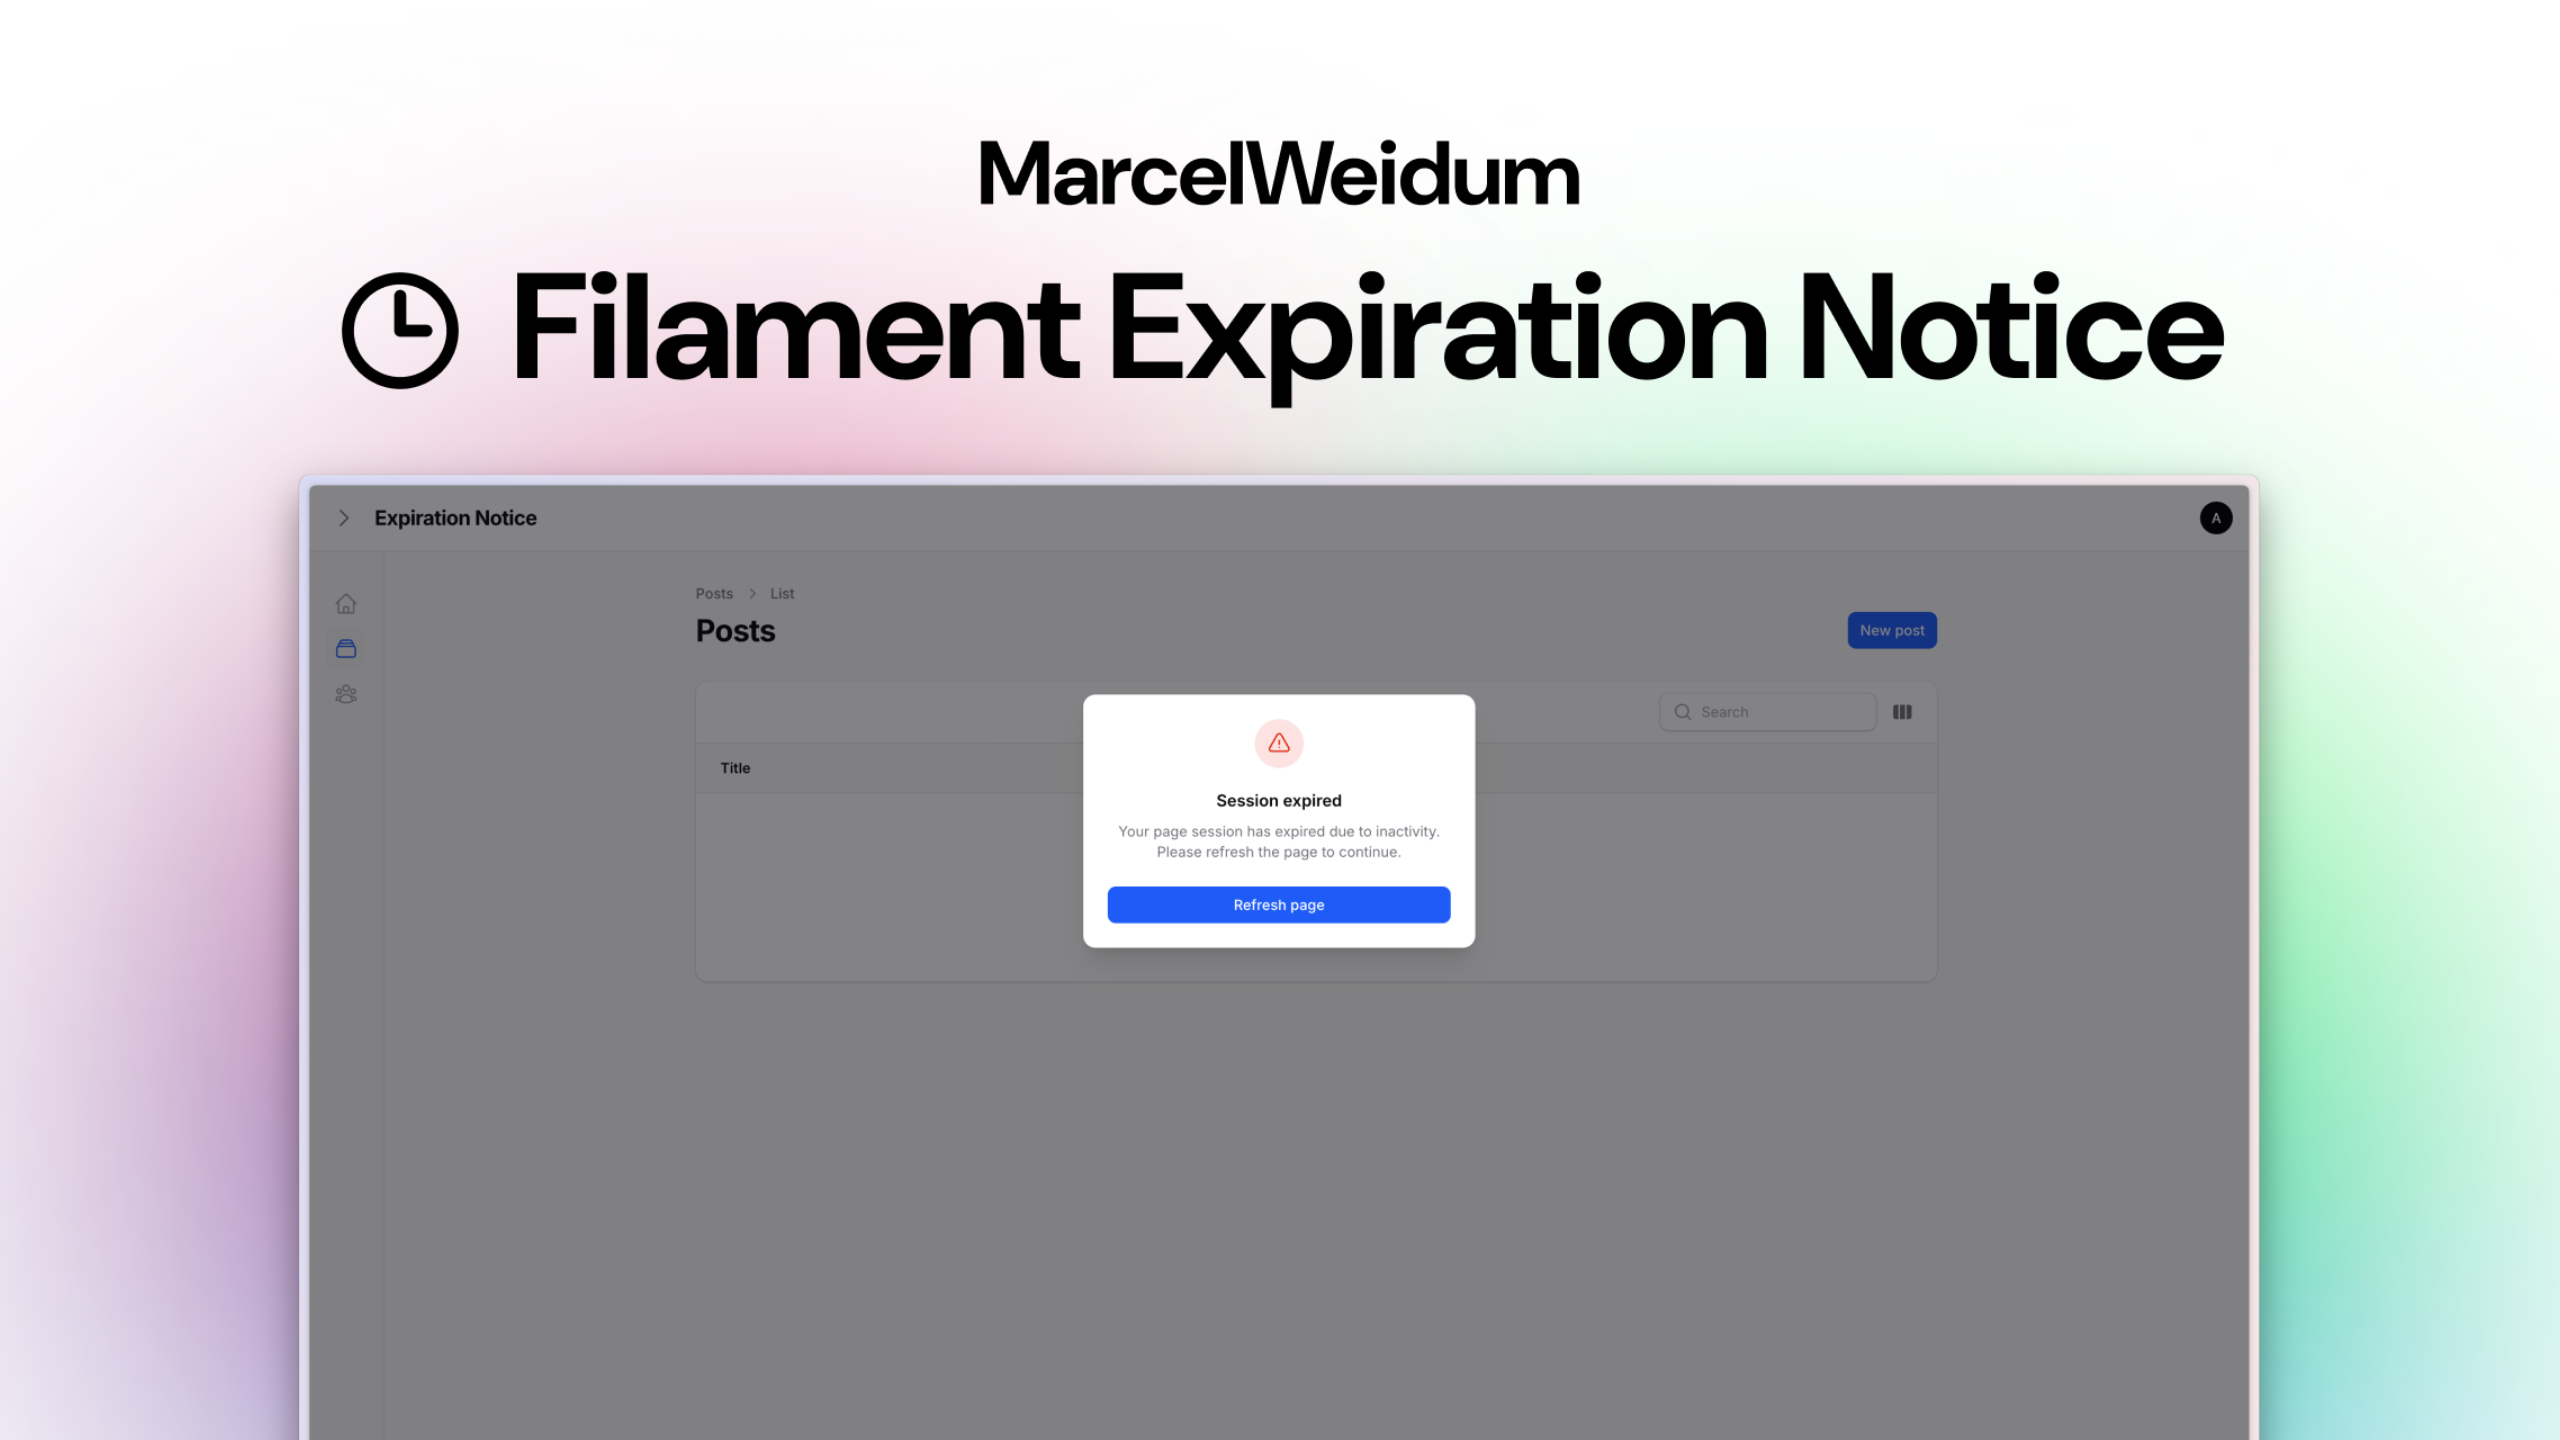 MarcelWeidum
Filament Expiration Notice
Expiration Notice
A
Posts List
Posts
New post
Search
Title
Session expired
Your page session has expired due to inactivity.
Please refresh the page to continue.
Refresh page